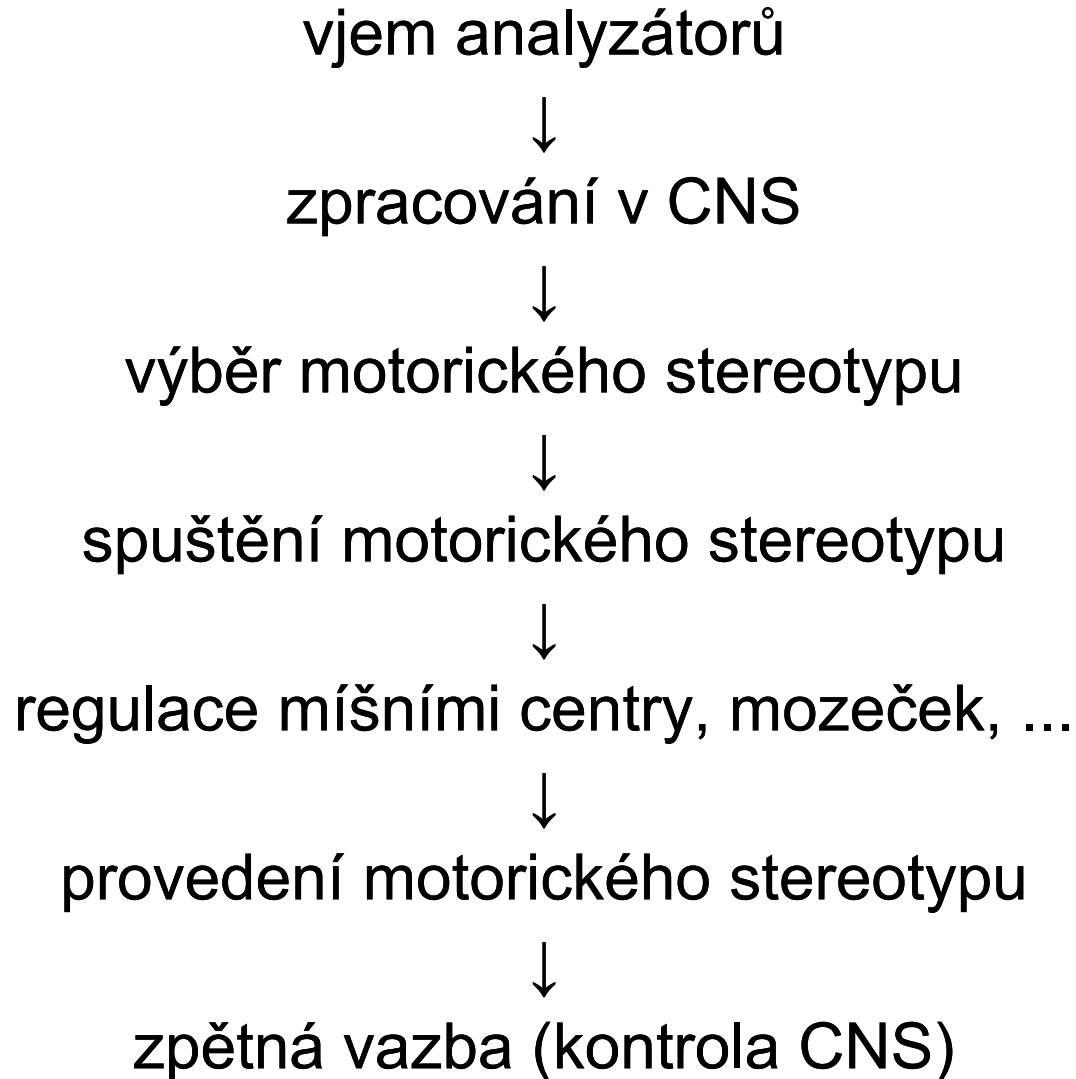 vjem analyzátorů
↓
zpracování v CNS
↓
výběr motorického stereotypu
↓
spuštění motorického stereotypu
↓
regulace míšními centry, mozeček, ...
↓
provedení motorického stereotypu
↓
zpětná vazba (kontrola CNS)